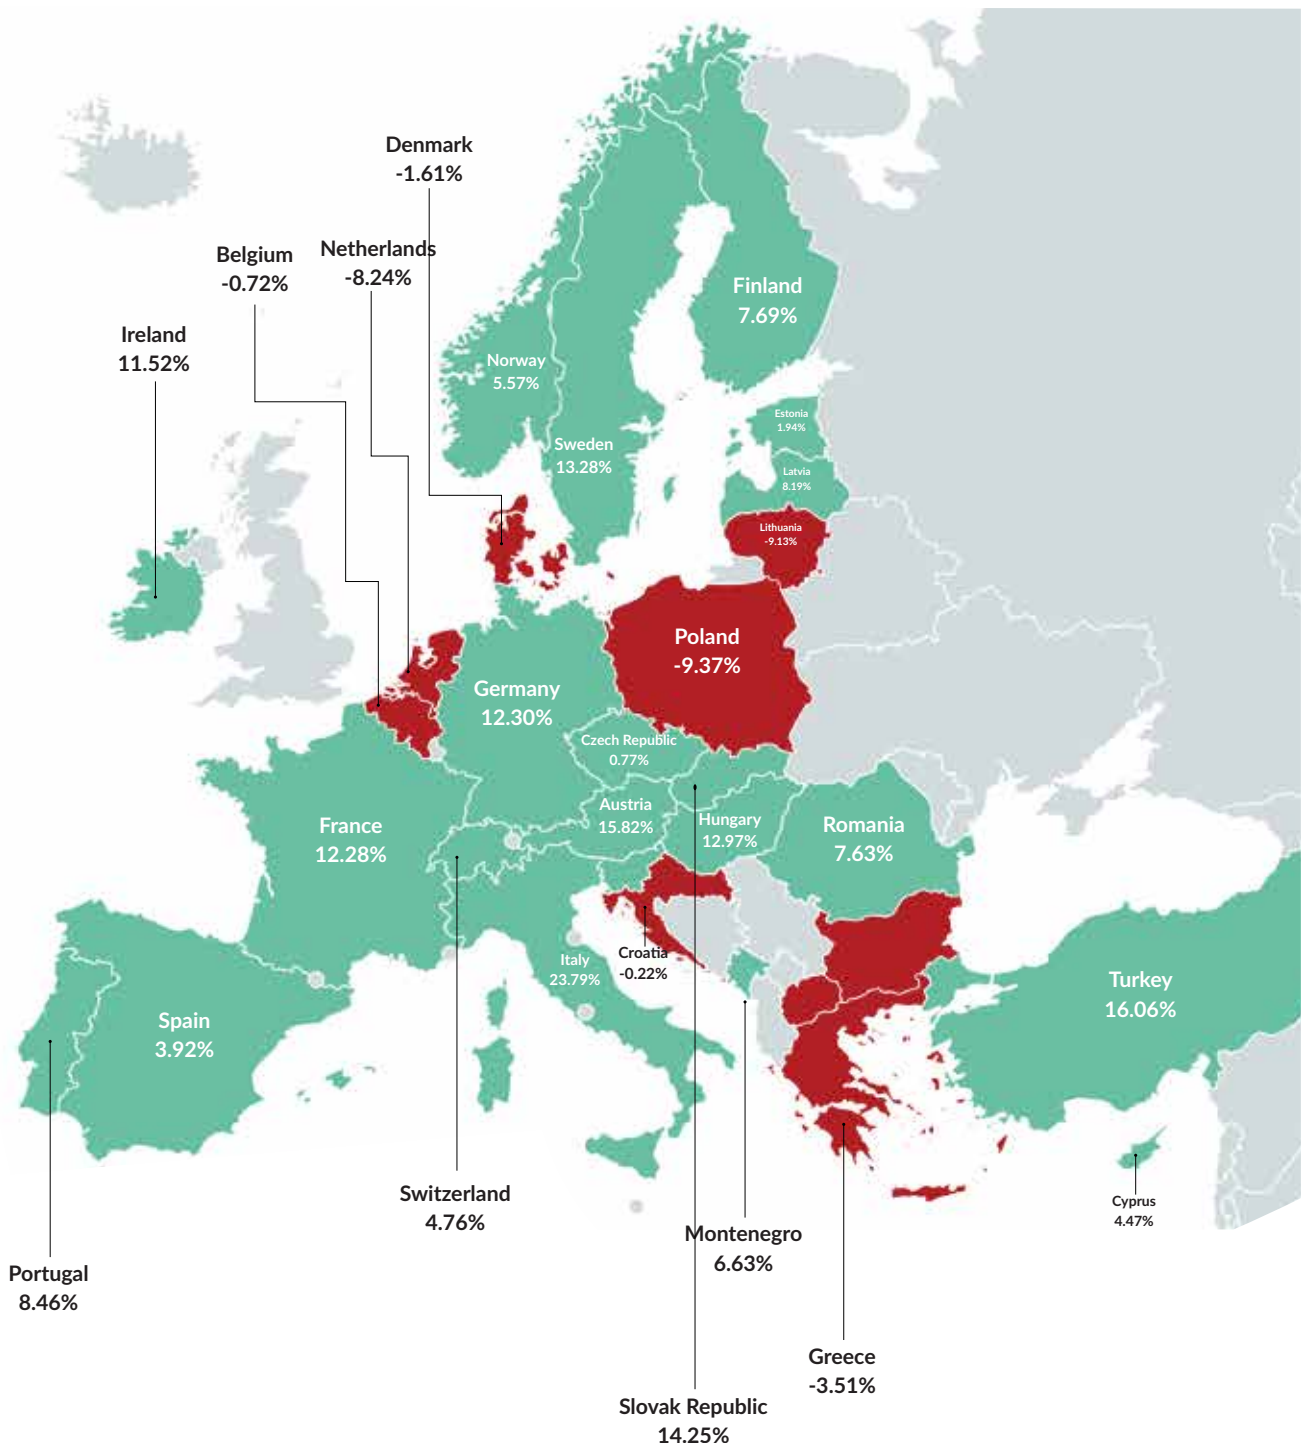 Denmark
-1.61%
Belgium
-0.72%
Netherlands
-8.24%
Ireland
11.52%
Finland
7.69%
Norway
5.57%
Sweden
13.28%
Estonia
1.94%
Latvia
8.19%
Lithuania
-9.13%
Poland
-9.37%
Germany
12.30%
Czech Republic
0.77%
Austria
15.82%
Hungary
12.97%
Romania
7.63%
France
12.28%
Croatia
-0.22%
Italy
23.79%
Turkey
16.06%
Spain
3.92%
Switzerland
4.76%
Cyprus
4.47%
Montenegro
6.63%
Portugal
8.46%
Greece
-3.51%
Slovak Republic
14.25%